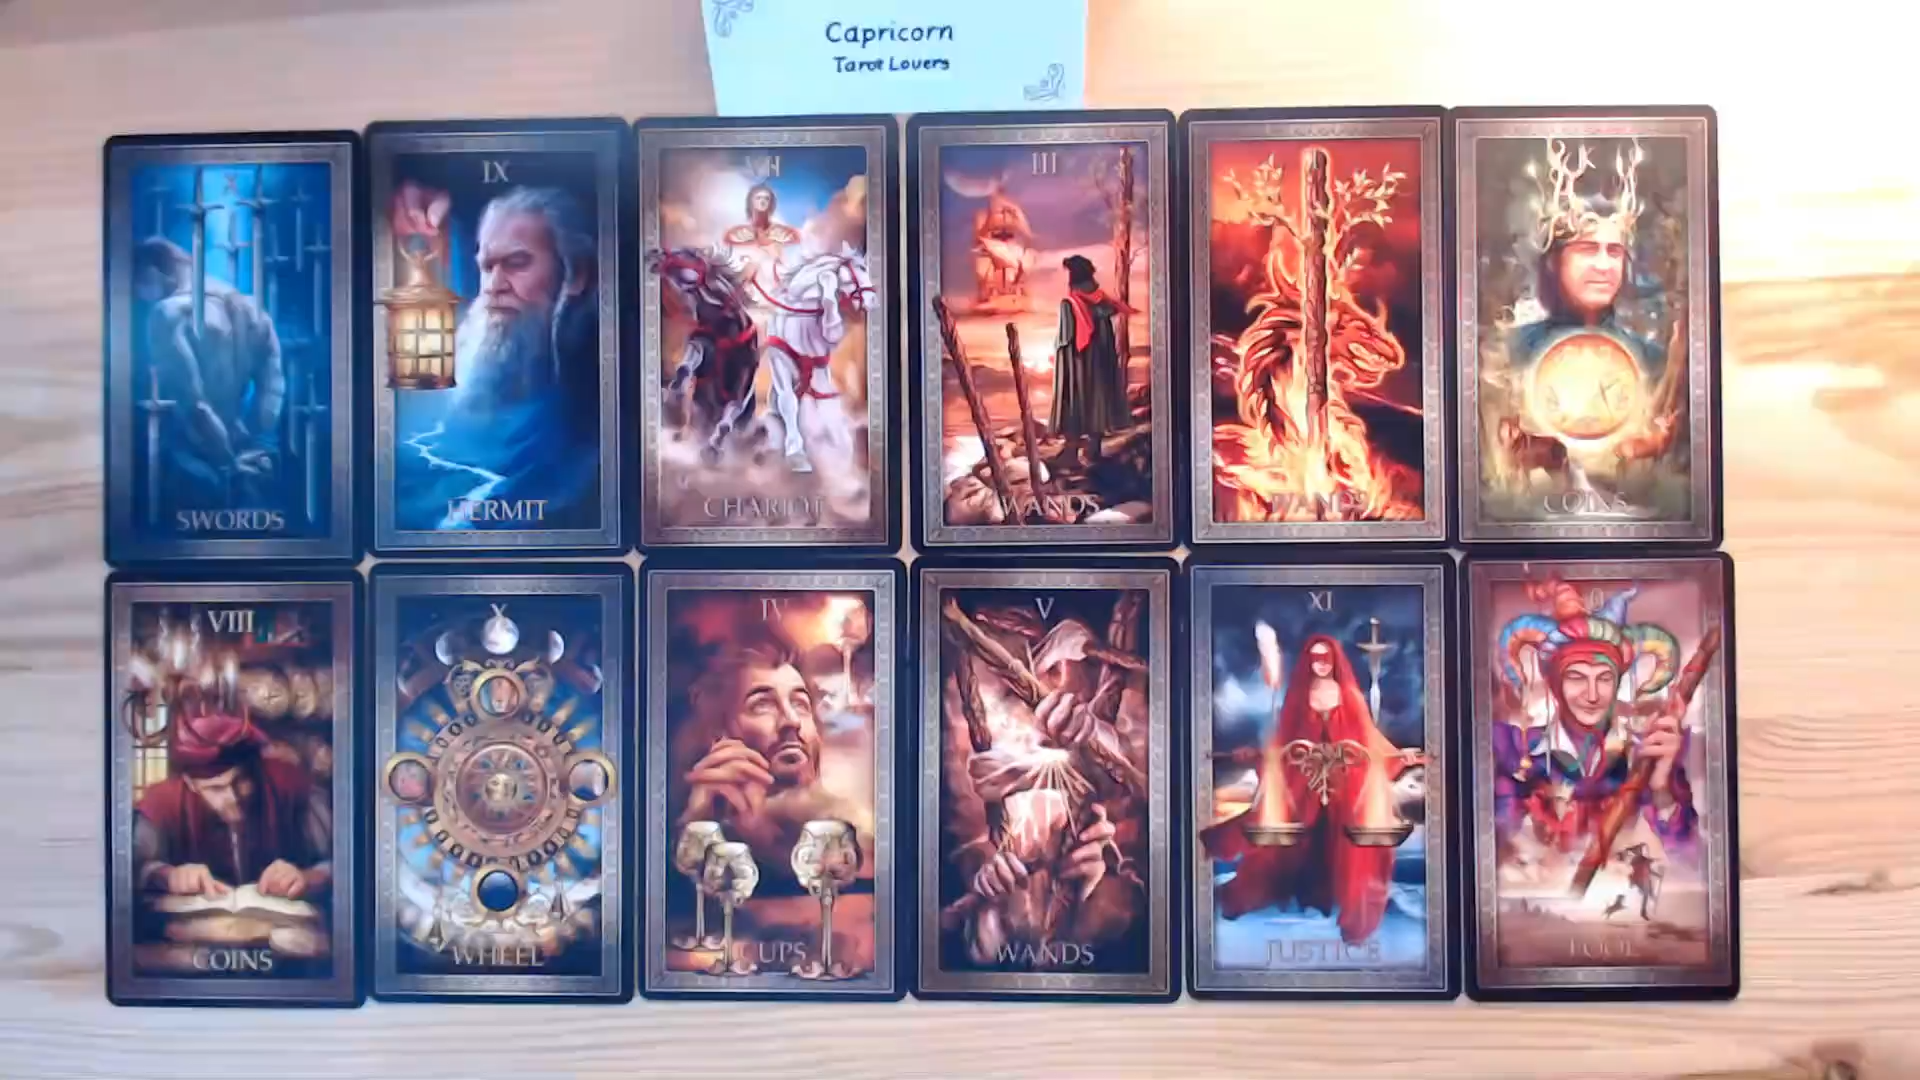 Capricorn
Tarot Lovers
X
SWORDS
IX
HERMIT
VII
CHARIOT
III
WANDS
WANDS
K
COINS
VIII
COINS
X
WHEEL
IV
CUPS
V
WANDS
XI
JUSTICE
0
FOOL